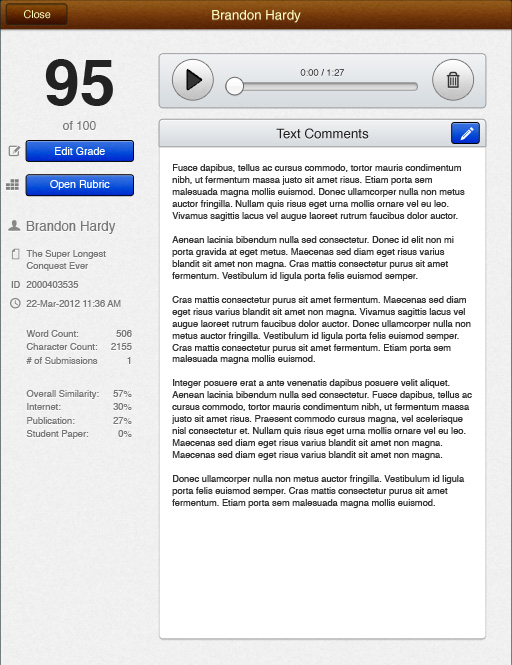 Close
Brandon Hardy
95
of 100
Edit Grade
Open Rubric
Brandon Hardy
The Super Longest
Conquest Ever
ID 2000403535
22-Mar-2012 11:36 AM
Word Count: 506
Character Count: 2155
# of Submissions 1
Overall Similarity: 57%
Internet: 30%
Publication: 27%
Student Paper: 0%
0:00 / 1:27
Text Comments
Fusce dapibus, tellus ac cursus commodo, tortor mauris condimentum
nibh, ut fermentum massa justo sit amet risus. Etiam porta sem
malesuada magna mollis euismod. Donec ullamcorper nulla non metus
auctor fringilla. Nullam quis risus eget urna mollis ornare vel eu leo.
Vivamus sagittis lacus vel augue laoreet rutrum faucibus dolor auctor.
Aenean lacinia bibendum nulla sed consectetur. Donec id elit non mi
porta gravida at eget metus. Maecenas sed diam eget risus varius
blandit sit amet non magna. Cras mattis consectetur purus sit amet
fermentum. Vestibulum id ligula porta felis euismod semper.
Cras mattis consectetur purus sit amet fermentum. Maecenas sed diam
eget risus varius blandit sit amet non magna. Vivamus sagittis lacus vel
augue laoreet rutrum faucibus dolor auctor. Donec ullamcorper nulla non
metus auctor fringilla. Vestibulum id ligula porta felis euismod semper.
Cras mattis consectetur purus sit amet fermentum. Etiam porta sem
malesuada magna mollis euismod.
Integer posuere erat a ante venenatis dapibus posuere velit aliquet.
Aenean lacinia bibendum nulla sed consectetur. Fusce dapibus, tellus ac
cursus commodo, tortor mauris condimentum nibh, ut fermentum massa
justo sit amet risus. Praesent commodo cursus magna, vel scelerisque
nisl consectetur et. Nullam quis risus eget urna mollis ornare vel eu leo.
Maecenas sed diam eget risus varius blandit sit amet non magna.
Maecenas sed diam eget risus varius blandit sit amet non magna.
Donec ullamcorper nulla non metus auctor fringilla. Vestibulum id ligula
porta felis euismod semper. Cras mattis consectetur purus sit amet
fermentum. Etiam porta sem malesuada magna mollis euismod.